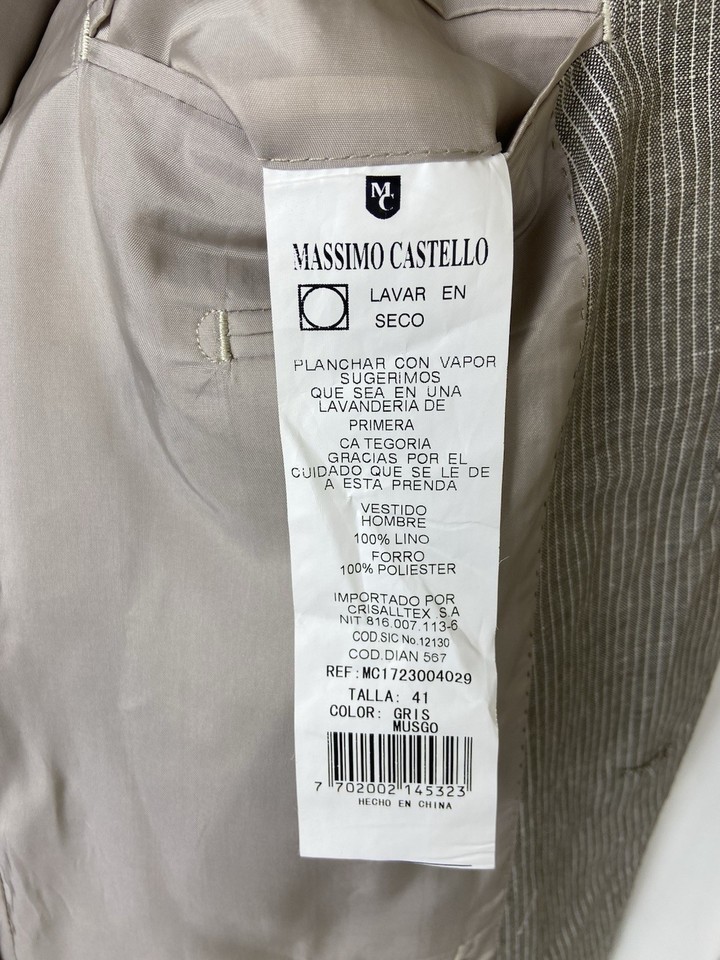 MC
MASSIMO CASTELLO
LAVAR EN
SECO
PLANCHAR CON VAPOR
SUGERIMOS
QUE SEA EN UNA
LAVANDERIA DE
PRIMERA
CA TEGORIA
GRACIAS POR EL
CUIDADO QUE SE LE DE
A ESTA PRENDA
VESTIDO
HOMBRE
100% LINO
FORRO
100% POLIESTER
IMPORTADO POR
CRISALLTEX .S.A
NIT 816.007.113-6
COD.SIC No.12130
COD.DIAN 567
REF:MC1723004029
TALLA: 41
COLOR: GRIS
MUSGO
7 702002 145323
HECHO EN CHINA